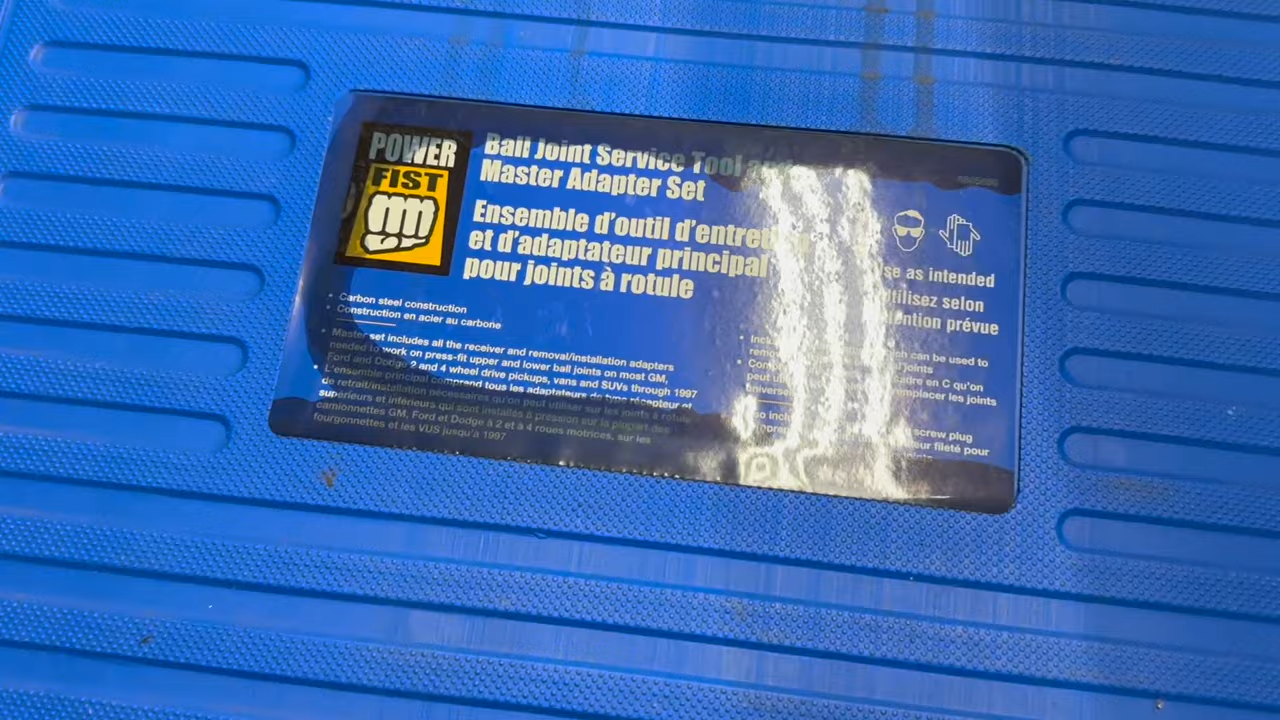 POWER
FIST
Ball Joint Service Tool and
Master Adapter Set
Ensemble d'outil d'entretien
et d'adaptateur principal
pour joints à rotule
• Carbon steel construction
• Construction en acier au carbone
• Master set includes all the receiver and removal/installation adapters
needed to work on press-fit upper and lower ball joints on most GM,
Ford and Dodge 2 and 4 wheel drive pickups, vans and SUVs through 1997
• L'ensemble principal comprend tous les adaptateurs de type récepteur et
de retrait/installation nécessaires qu'on peut utiliser sur les joints à rotule
supérieurs et inférieurs qui sont installés à pression sur la plupart des
camionnettes GM, Ford et Dodge à 2 et à 4 roues motrices, sur les
fourgonnettes et les VUS jusqu'à 1997
se as intended
tilisez selon
ntention prévue
can be used to
joints
cadre en C qu'on
emplacer les joints
screw plug
fileté pour